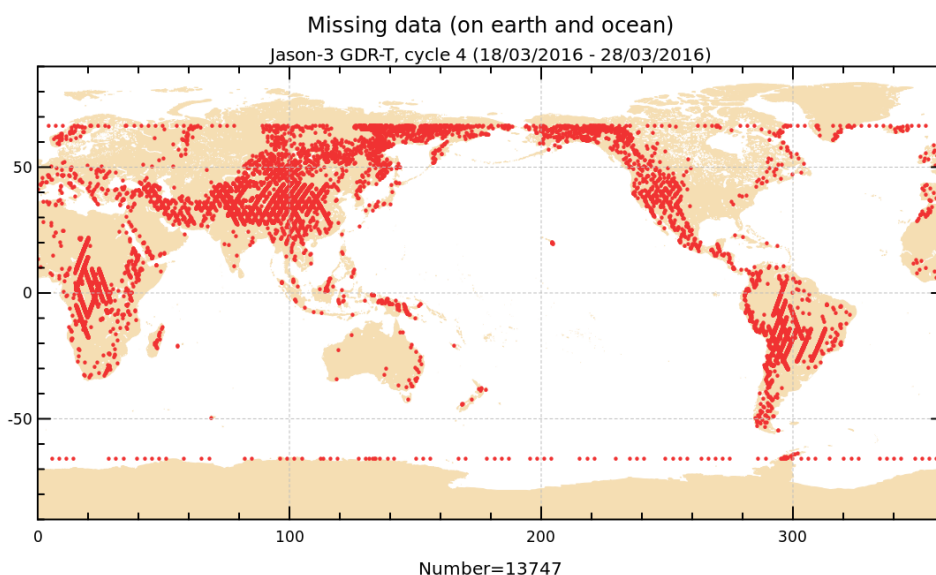 Missing data (on earth and ocean)
Jason-3 GDR-T, cycle 4 (18/03/2016 - 28/03/2016)
50
0
-50
0 100 200 300
Number=13747